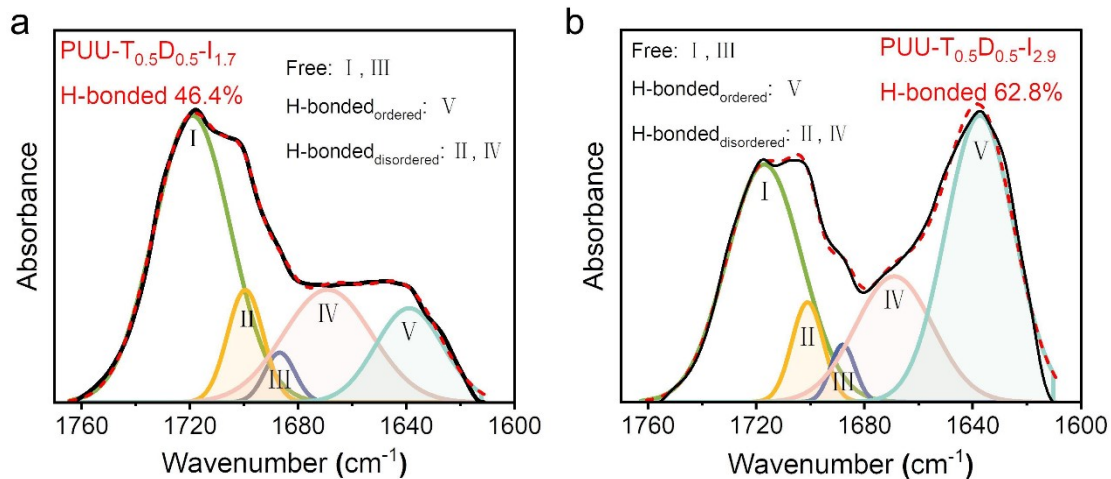 a
PUU-T0.5D0.5-I1.7
H-bonded 46.4%
Free: Ⅰ, Ⅲ
H-bondedordered: Ⅴ
H-bondeddisordered: Ⅱ, Ⅳ
Ⅰ
Ⅱ
Ⅲ
Ⅳ
Ⅴ
Absorbance
1760 1720 1680 1640 1600
Wavenumber (cm-1)
b
Free: Ⅰ, Ⅲ
H-bondedordered: Ⅴ
H-bondeddisordered: Ⅱ, Ⅳ
PUU-T0.5D0.5-I2.9
H-bonded 62.8%
Ⅰ
Ⅱ
Ⅲ
Ⅳ
Ⅴ
Absorbance
1760 1720 1680 1640 1600
Wavenumber (cm-1)